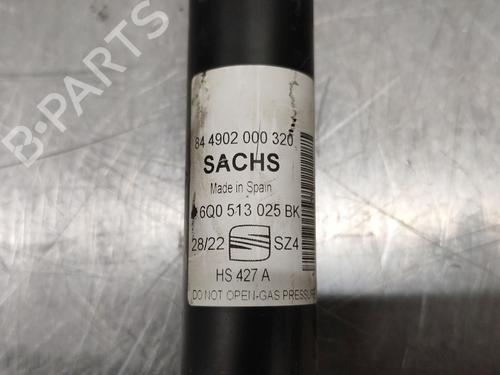 B-PARTS
84 4902 000 320
SACHS
Made in Spain
6Q0 513 025 BK
28/22 SZ4
HS 427 A
DO NOT OPEN-GAS PRESSURE